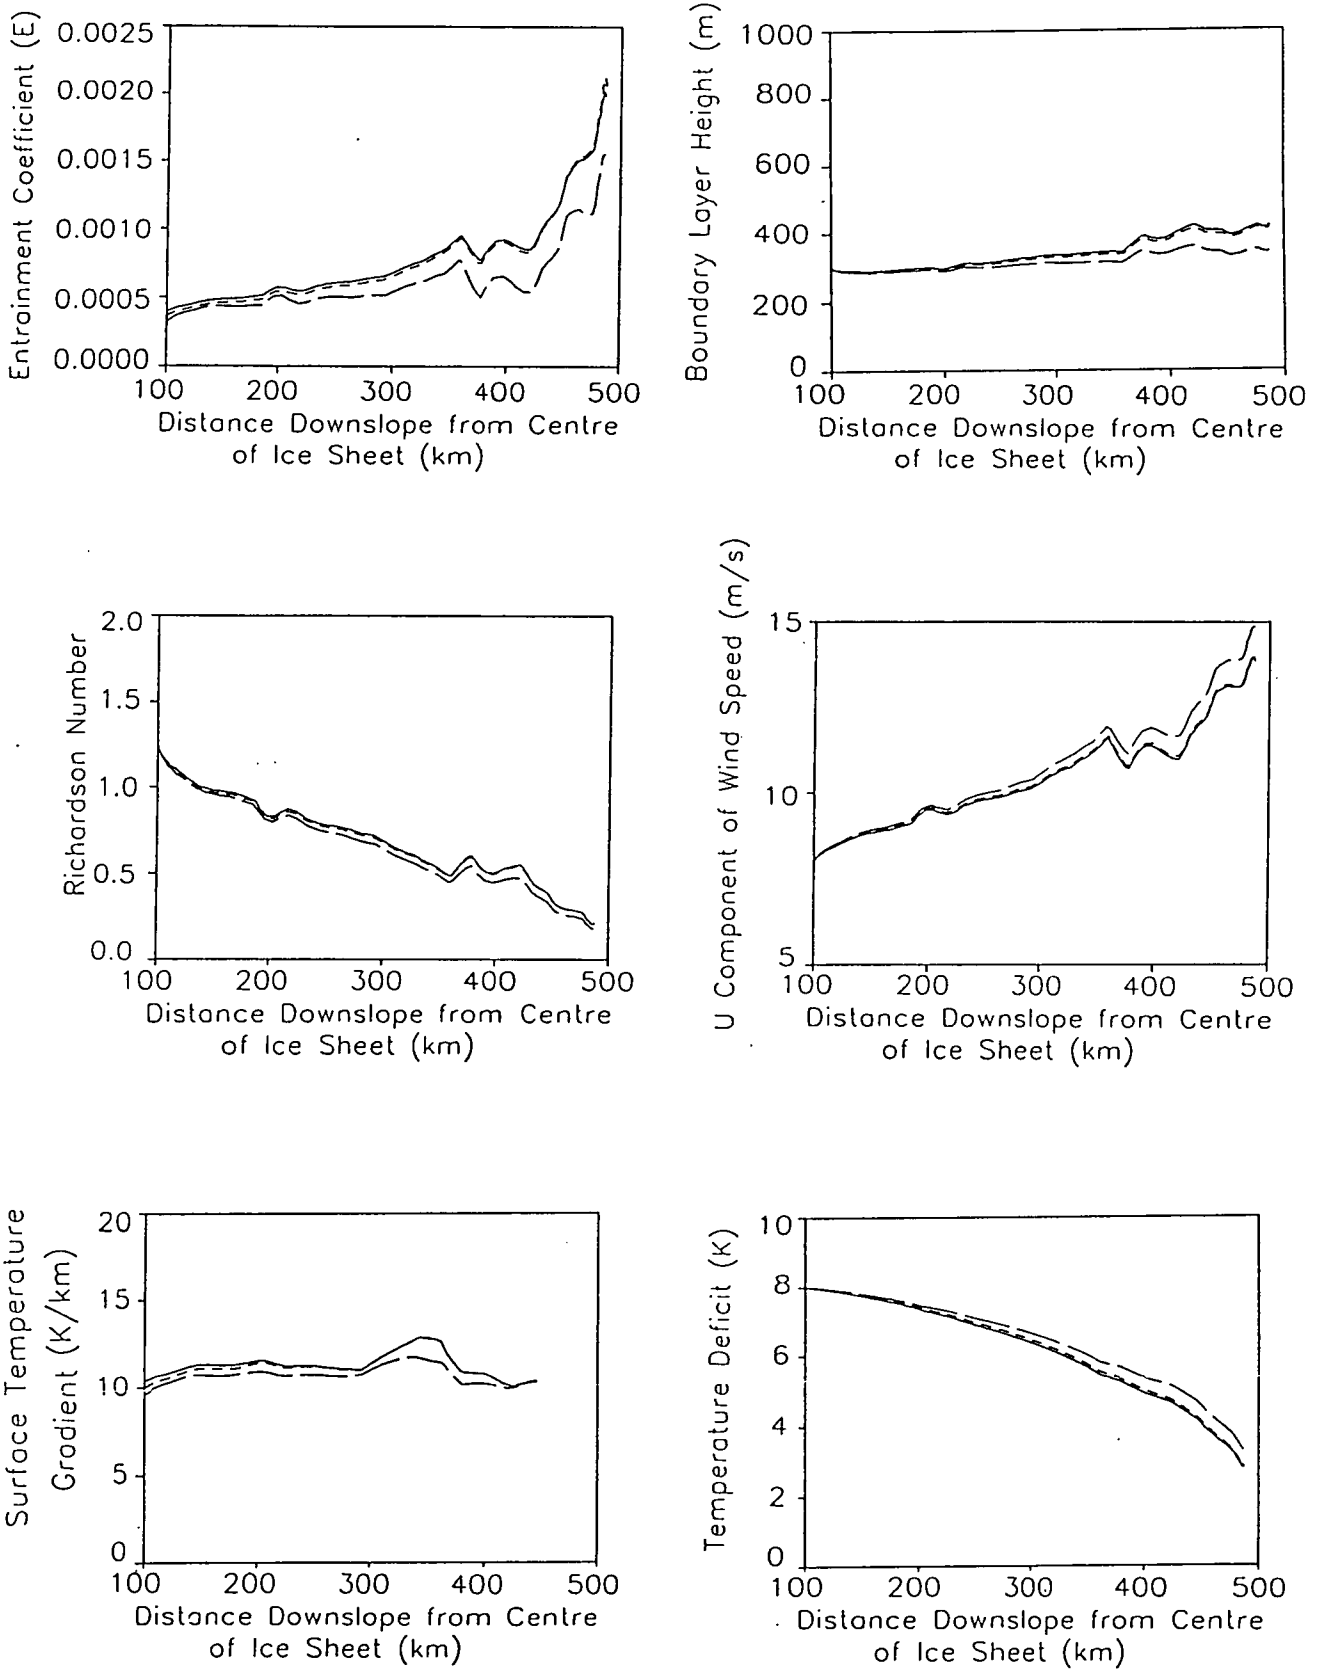 Entrainment Coefficient (E)
0.0025
0.0020
0.0015
0.0010
0.0005
0.0000
100 200 300 400 500
Distance Downslope from Centre
of Ice Sheet (km)
Boundary Layer Height (m)
1000
800
600
400
200
0
100 200 300 400 500
Distance Downslope from Centre
of Ice Sheet (km)
Richardson Number
2.0
1.5
1.0
0.5
0.0
100 200 300 400 500
Distance Downslope from Centre
of Ice Sheet (km)
U Component of Wind Speed (m/s)
15
10
5
100 200 300 400 500
Distance Downslope from Centre
of Ice Sheet (km)
Surface Temperature
Gradient (K/km)
20
15
10
5
0
100 200 300 400 500
Distance Downslope from Centre
of Ice Sheet (km)
Temperature Deficit (K)
10
8
6
4
2
0
100 200 300 400 500
Distance Downslope from Centre
of Ice Sheet (km)